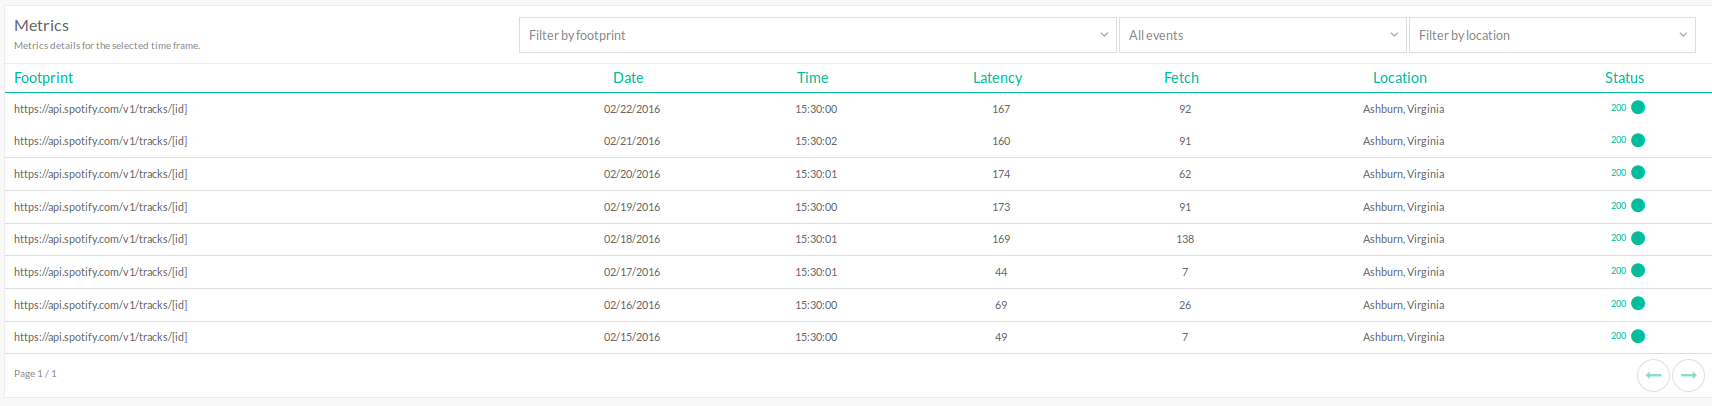 Metrics
Metrics details for the selected time frame.
Filter by footprint All events Filter by location
Footprint Date Time Latency Fetch Location Status
https://api.spotify.com/v1/tracks/[id] 02/22/2016 15:30:00 167 92 Ashburn, Virginia 200
https://api.spotify.com/v1/tracks/[id] 02/21/2016 15:30:02 160 91 Ashburn, Virginia 200
https://api.spotify.com/v1/tracks/[id] 02/20/2016 15:30:01 174 62 Ashburn, Virginia 200
https://api.spotify.com/v1/tracks/[id] 02/19/2016 15:30:00 173 91 Ashburn, Virginia 200
https://api.spotify.com/v1/tracks/[id] 02/18/2016 15:30:01 169 138 Ashburn, Virginia 200
https://api.spotify.com/v1/tracks/[id] 02/17/2016 15:30:01 44 7 Ashburn, Virginia 200
https://api.spotify.com/v1/tracks/[id] 02/16/2016 15:30:00 69 26 Ashburn, Virginia 200
https://api.spotify.com/v1/tracks/[id] 02/15/2016 15:30:00 49 7 Ashburn, Virginia 200
Page 1 / 1